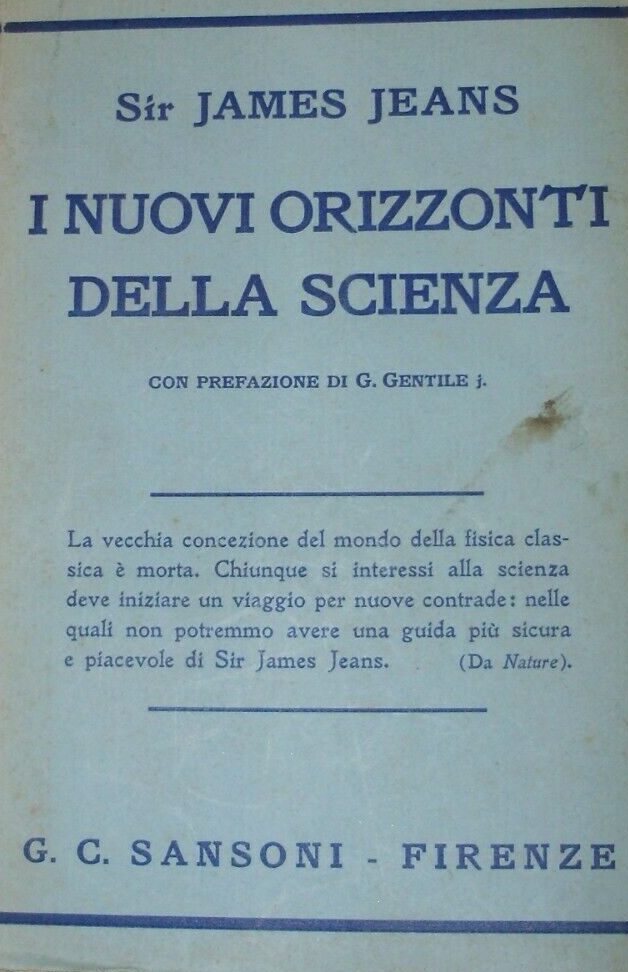 Sir JAMES JEANS
I NUOVI ORIZZONTI
DELLA SCIENZA
CON PREFAZIONE DI G. GENTILE j.
La vecchia concezione del mondo della fisica clas-
sica è morta. Chiunque si interessi alla scienza
deve iniziare un viaggio per nuove contrade: nelle
quali non potremmo avere una guida più sicura
e piacevole di Sir James Jeans. (Da Nature).
G. C. SANSONI - FIRENZE